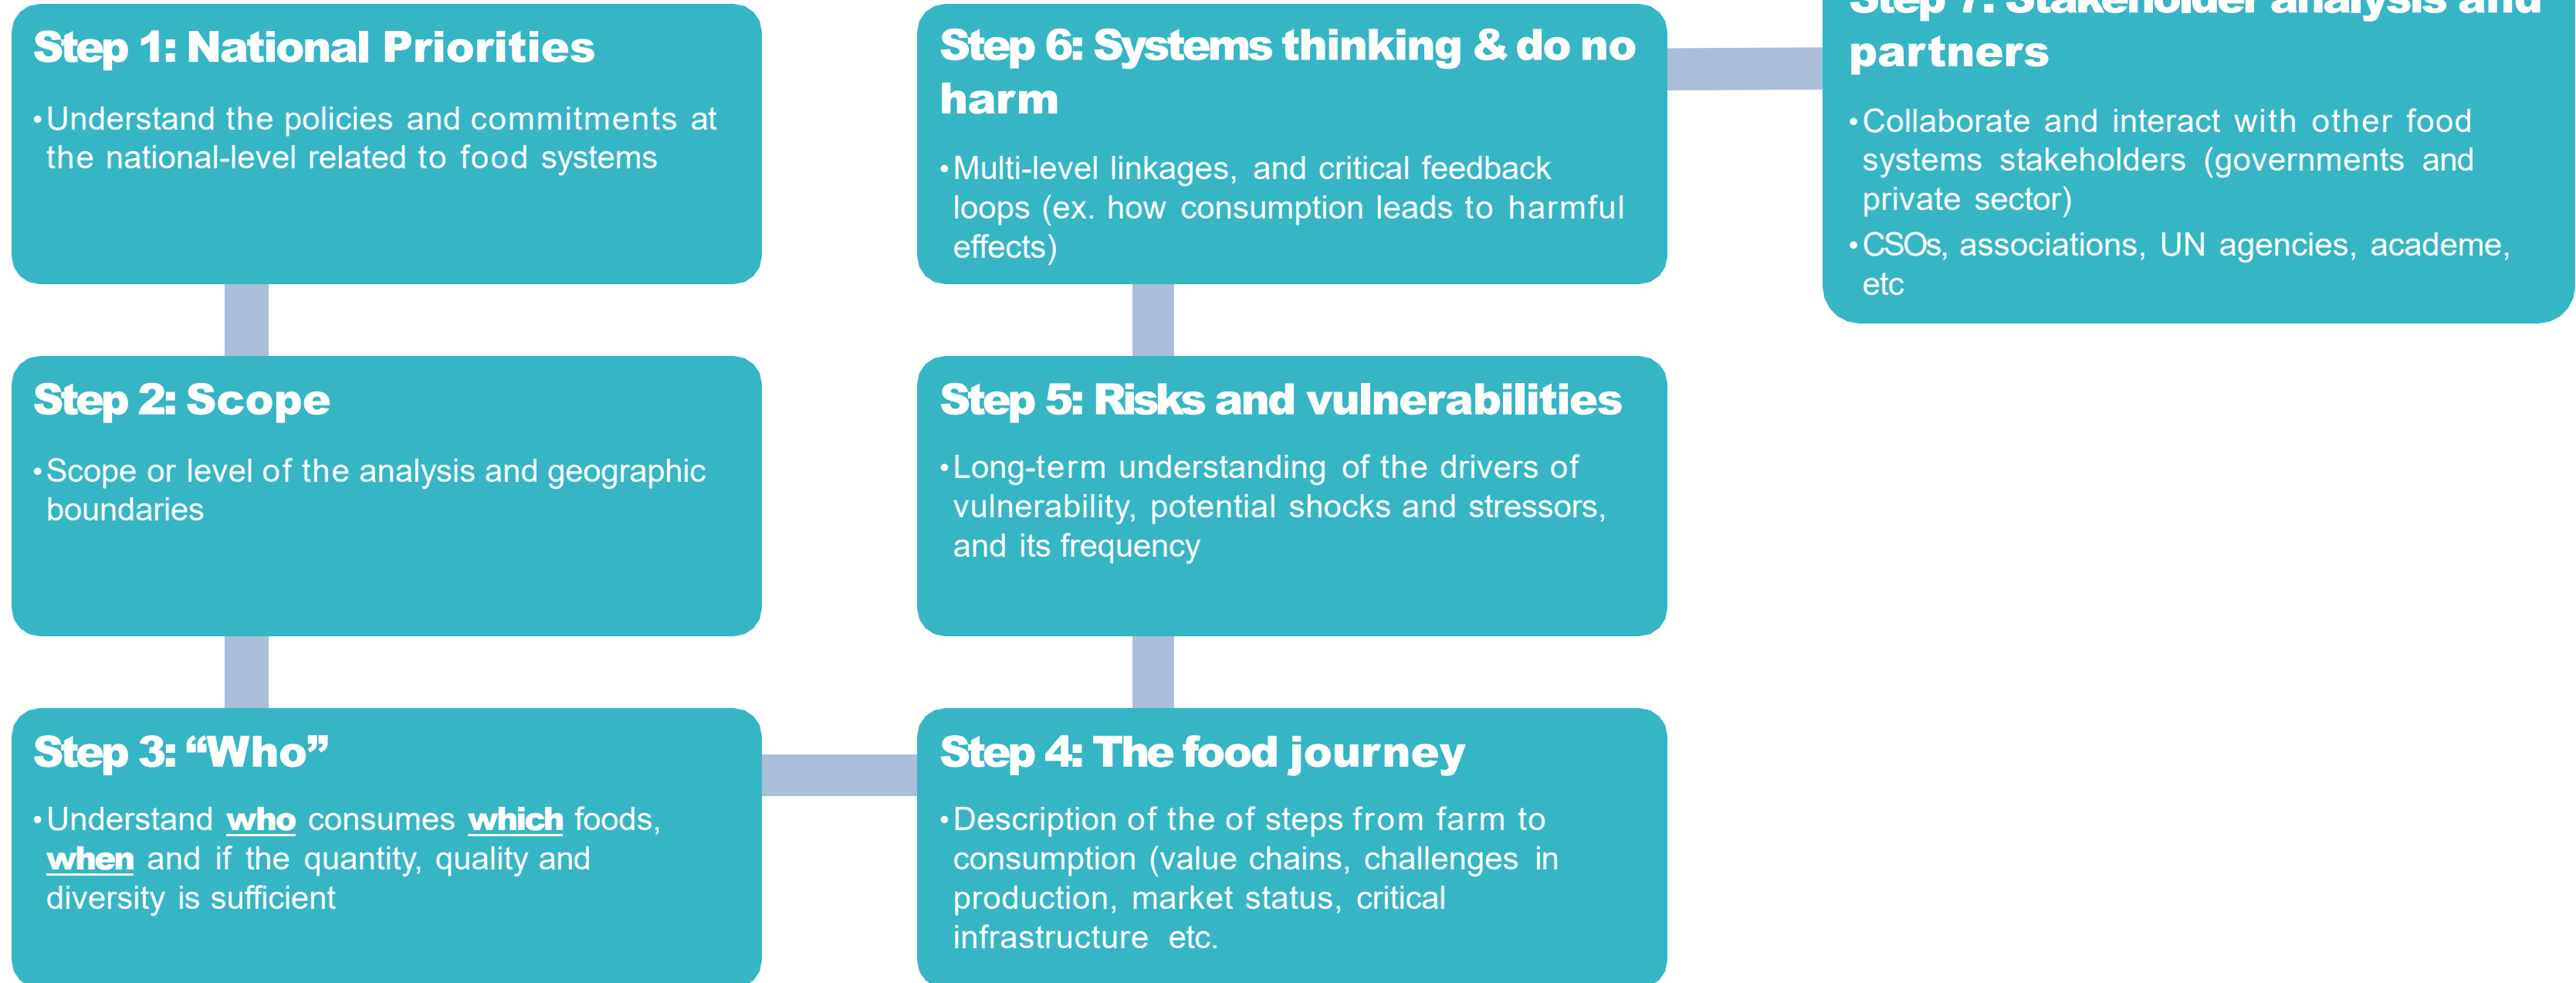 Step 1: National Priorities
•Understand the policies and commitments at
the national-level related to food systems
Step 2: Scope
•Scope or level of the analysis and geographic
boundaries
Step 3: “Who”
•Understand who consumes which foods,
when and if the quantity, quality and
diversity is sufficient
Step 4: The food journey
•Description of the of steps from farm to
consumption (value chains, challenges in
production, market status, critical
infrastructure etc.
Step 5: Risks and vulnerabilities
•Long-term understanding of the drivers of
vulnerability, potential shocks and stressors,
and its frequency
Step 6: Systems thinking & do no
harm
•Multi-level linkages, and critical feedback
loops (ex. how consumption leads to harmful
effects)
Step 7: Stakeholder analysis and
partners
•Collaborate and interact with other food
systems stakeholders (governments and
private sector)
•CSOs, associations, UN agencies, academe,
etc